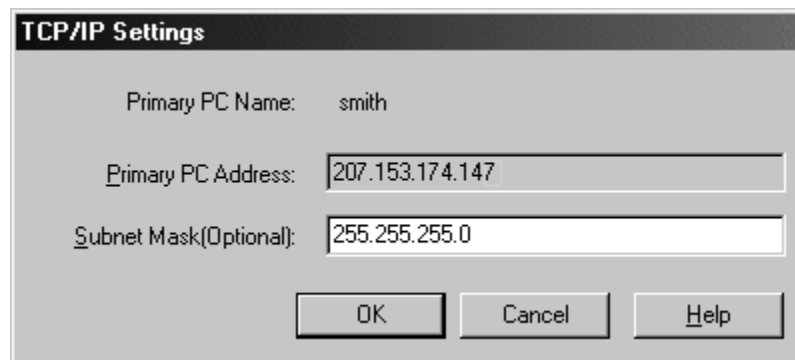 TCP/IP Settings
Primary PC Name: smith
Primary PC Address: 207.153.174.147
Subnet Mask(Optional): 255.255.255.0
OK Cancel Help